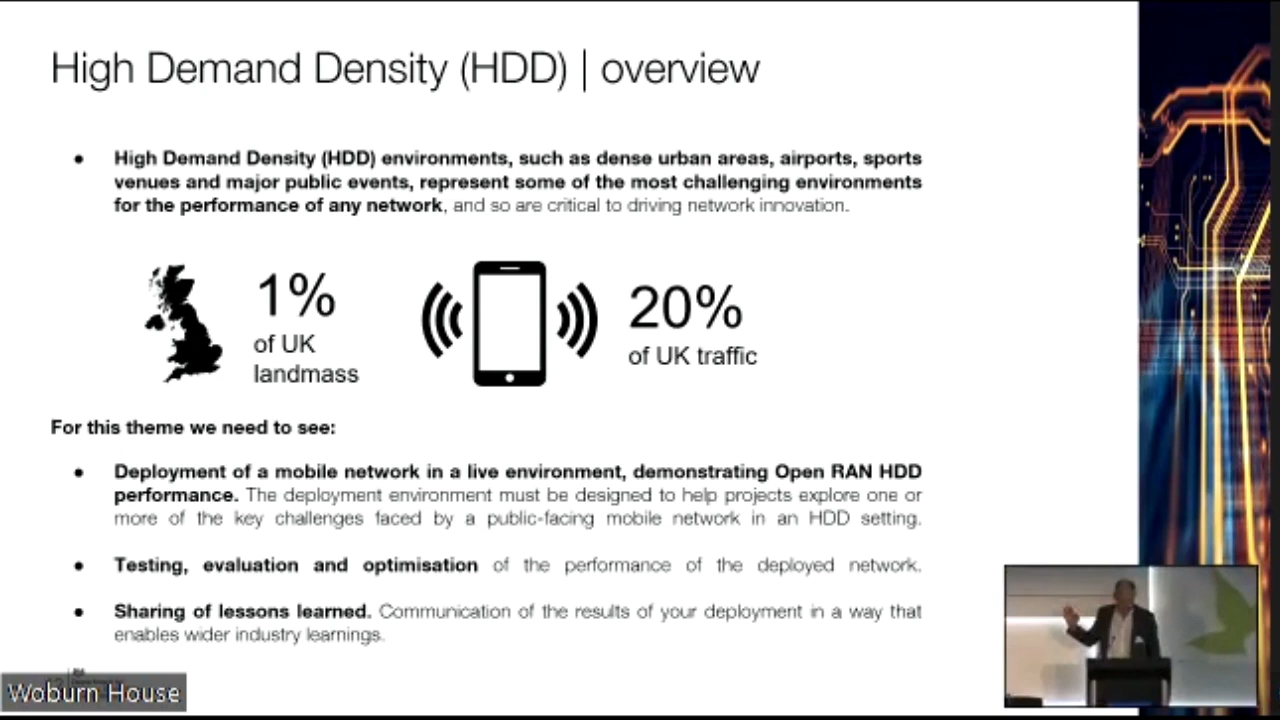 High Demand Density (HDD) | overview
● High Demand Density (HDD) environments, such as dense urban areas, airports, sports
venues and major public events, represent some of the most challenging environments
for the performance of any network, and so are critical to driving network innovation.
1%
of UK
landmass
20%
of UK traffic
For this theme we need to see:
● Deployment of a mobile network in a live environment, demonstrating Open RAN HDD
performance. The deployment environment must be designed to help projects explore one or
more of the key challenges faced by a public-facing mobile network in an HDD setting.
● Testing, evaluation and optimisation of the performance of the deployed network.
● Sharing of lessons learned. Communication of the results of your deployment in a way that
enables wider industry learnings.
Woburn House